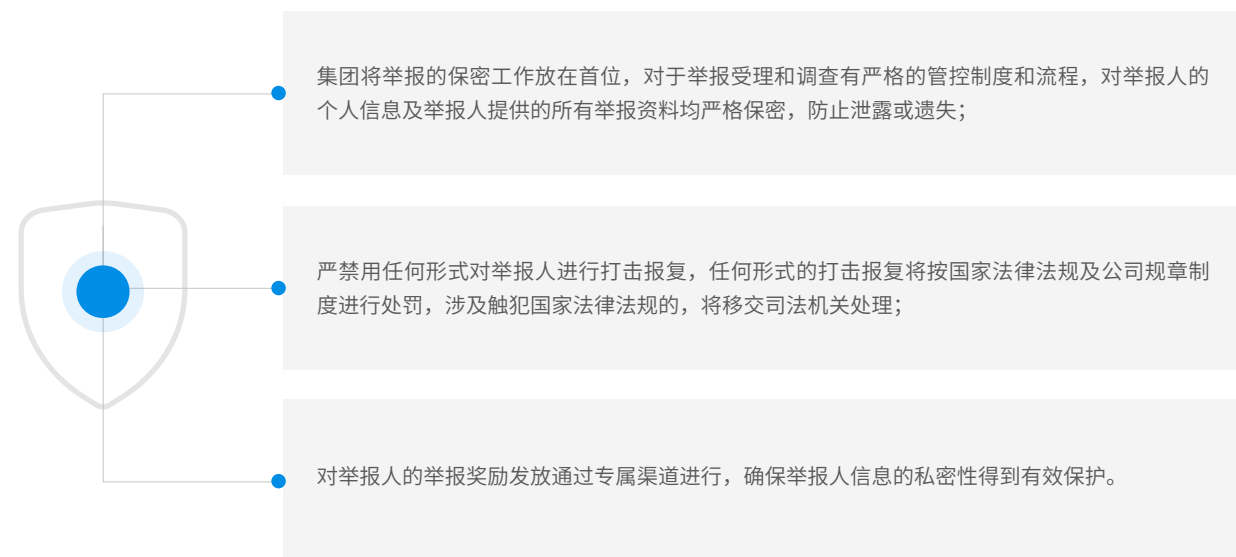 集团将举报的保密工作放在首位，对于举报受理和调查有严格的管控制度和流程，对举报人的
个人信息及举报人提供的所有举报资料均严格保密，防止泄露或遗失；
严禁用任何形式对举报人进行打击报复，任何形式的打击报复将按国家法律法规及公司规章制
度进行处罚，涉及触犯国家法律法规的，将移交司法机关处理；
对举报人的举报奖励发放通过专属渠道进行，确保举报人信息的私密性得到有效保护。